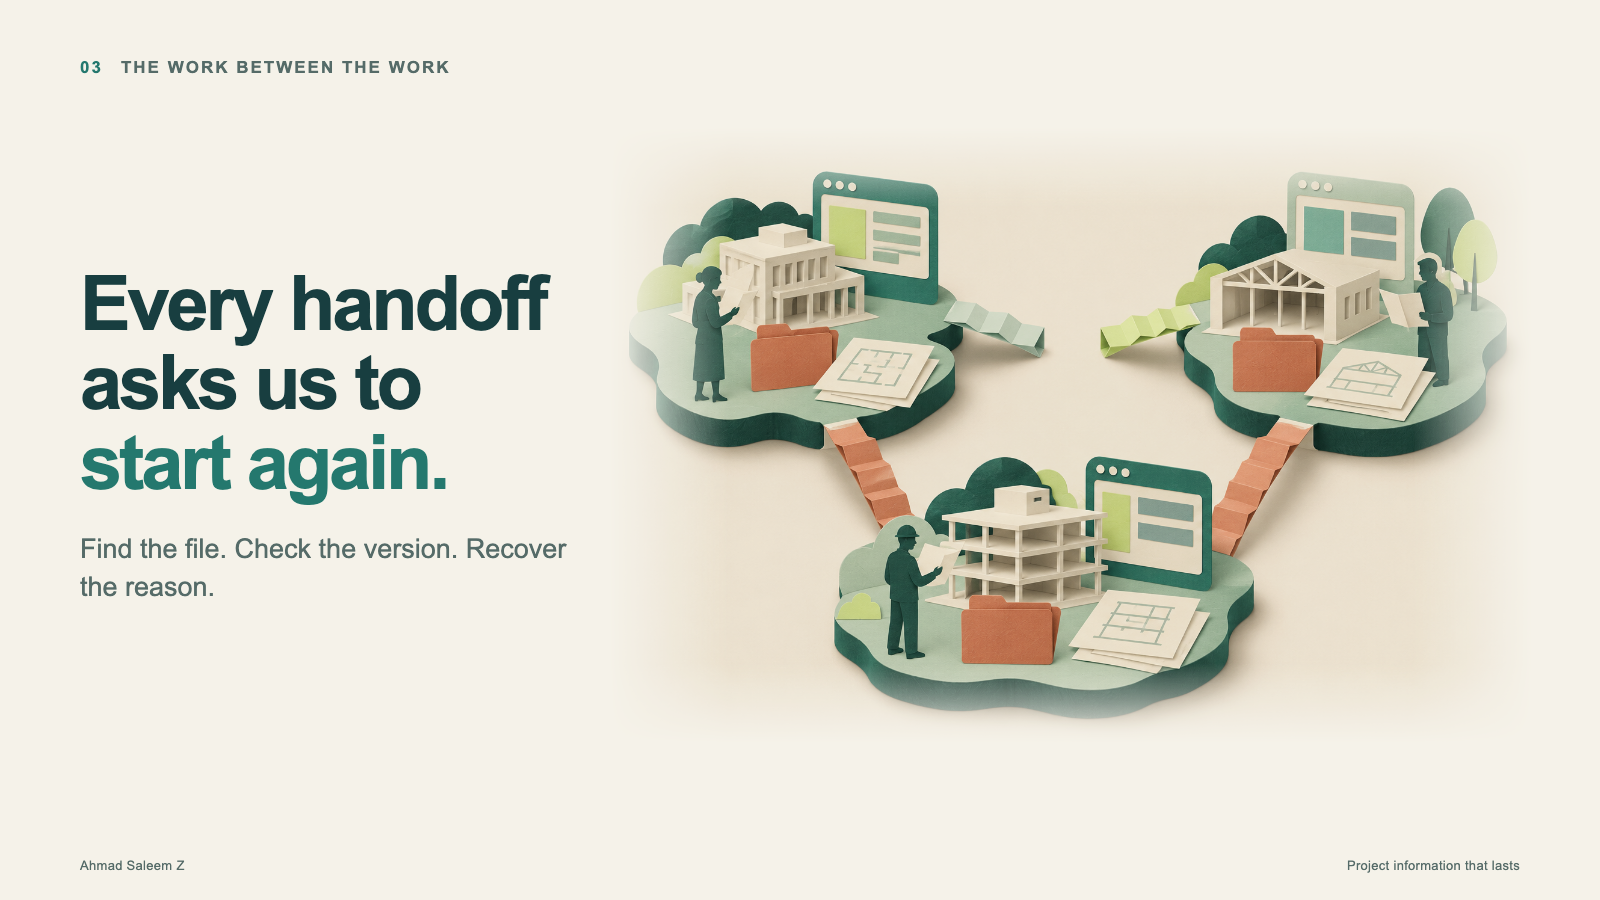 03 THE WORK BETWEEN THE WORK
Every handoff
asks us to
start again.
Find the file. Check the version. Recover
the reason.
Ahmad Saleem Z
Project information that lasts